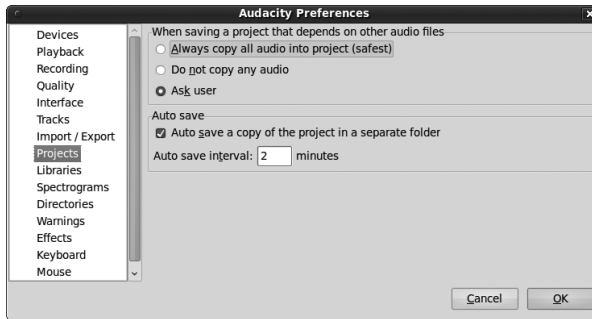 Audacity Preferences
Devices
Playback
Recording
Quality
Interface
Tracks
Import / Export
Projects
Libraries
Spectrograms
Directories
Warnings
Effects
Keyboard
Mouse
When saving a project that depends on other audio files
Always copy all audio into project (safest)
Do not copy any audio
Ask user
Auto save
Auto save a copy of the project in a separate folder
Auto save interval: 2 minutes
Cancel OK